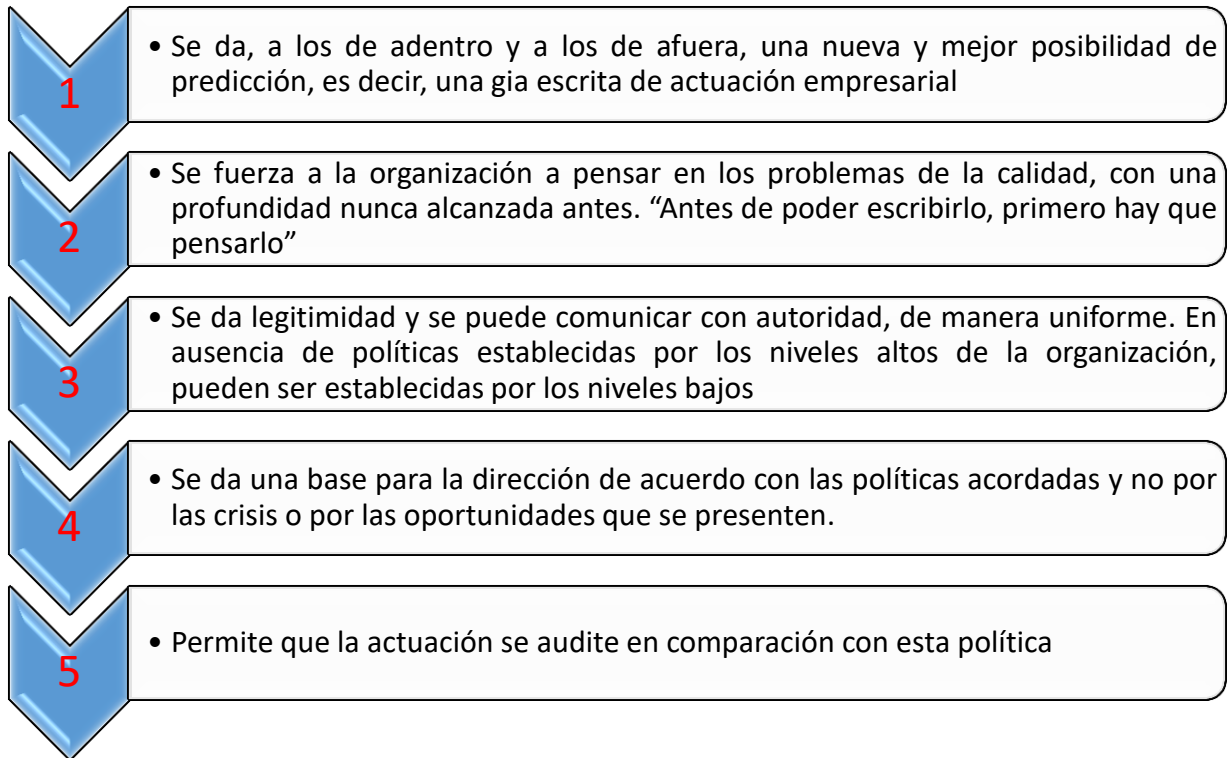 1
• Se da, a los de adentro y a los de afuera, una nueva y mejor posibilidad de
predicción, es decir, una gia escrita de actuación empresarial
2
• Se fuerza a la organización a pensar en los problemas de la calidad, con una
profundidad nunca alcanzada antes. “Antes de poder escribirlo, primero hay que
pensarlo”
3
• Se da legitimidad y se puede comunicar con autoridad, de manera uniforme. En
ausencia de políticas establecidas por los niveles altos de la organización,
pueden ser establecidas por los niveles bajos
4
• Se da una base para la dirección de acuerdo con las políticas acordadas y no por
las crisis o por las oportunidades que se presenten.
5
• Permite que la actuación se audite en comparación con esta política